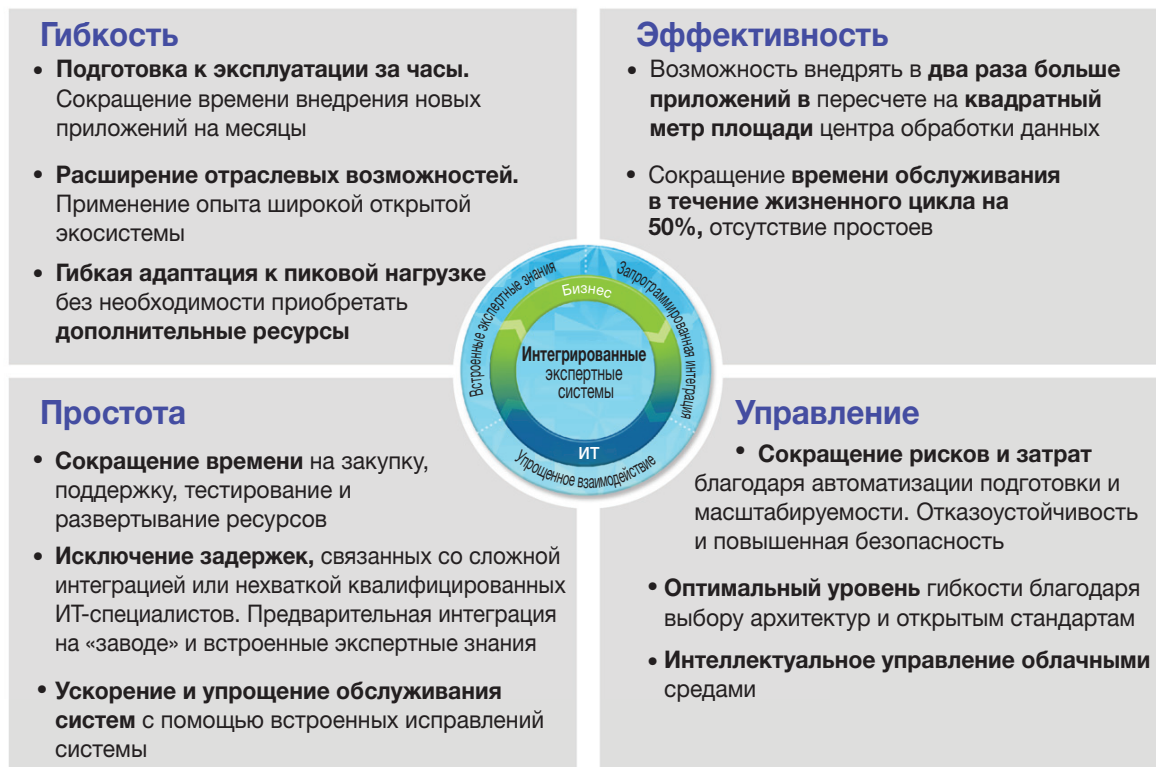 Гибкость
• Подготовка к эксплуатации за часы.
Сокращение времени внедрения новых
приложений на месяцы
• Расширение отраслевых возможностей.
Применение опыта широкой открытой
экосистемы
• Гибкая адаптация к пиковой нагрузке
без необходимости приобретать
дополнительные ресурсы
Эффективность
• Возможность внедрять в два раза больше
приложений в пересчете на квадратный
метр площади центра обработки данных
• Сокращение времени обслуживания
в течение жизненного цикла на
50%, отсутствие простоев
Встроенные экспертные знания
Запрограммированная интеграция
Бизнес
Интегрированные
экспертные
системы
ИТ
Упрощенное взаимодействие
Простота
• Сокращение времени на закупку,
поддержку, тестирование и
развертывание ресурсов
• Исключение задержек, связанных со сложной
интеграцией или нехваткой квалифицированных
ИТ-специалистов. Предварительная интеграция
на «заводе» и встроенные экспертные знания
• Ускорение и упрощение обслуживания
систем с помощью встроенных исправлений
системы
Управление
• Сокращение рисков и затрат
благодаря автоматизации подготовки и
масштабируемости. Отказоустойчивость
и повышенная безопасность
• Оптимальный уровень гибкости благодаря
выбору архитектур и открытым стандартам
• Интеллектуальное управление облачными
средами